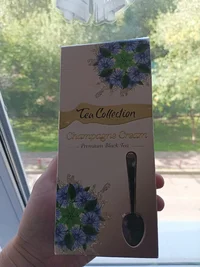 Tea Collection
Champagne Cream
Premium Black Tea